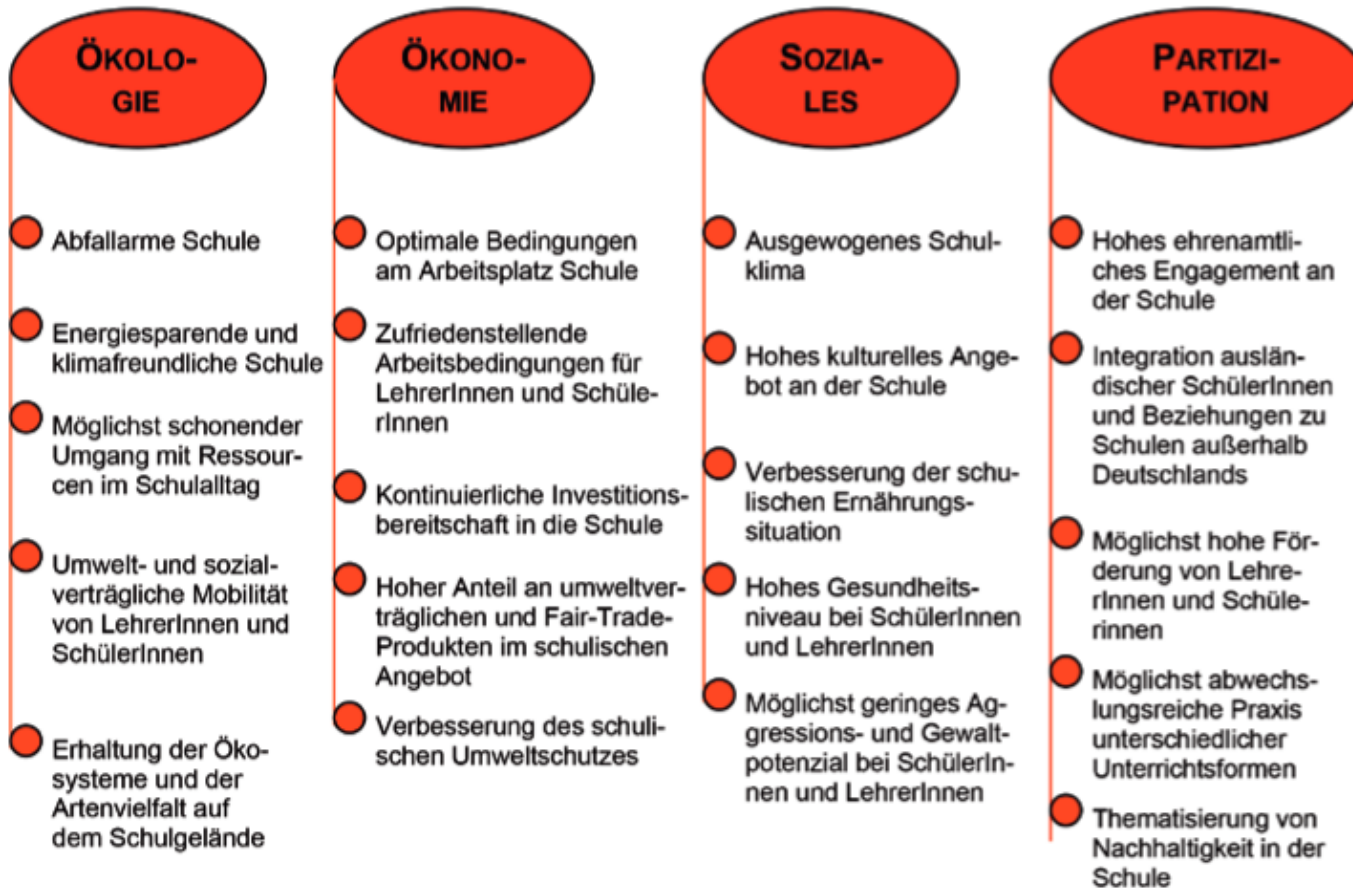 ÖKOLO-
GIE
Abfallarme Schule
Energiesparende und
klimafreundliche Schule
Möglichst schonender
Umgang mit Ressour-
cen im Schulalltag
Umwelt- und sozial-
verträgliche Mobilität
von LehrerInnen und
SchülerInnen
Erhaltung der Öko-
systeme und der
Artenvielfalt auf
dem Schulgelände
ÖKONO-
MIE
Optimale Bedingungen
am Arbeitsplatz Schule
Zufriedenstellende
Arbeitsbedingungen für
LehrerInnen und Schüle-
rInnen
Kontinuierliche Investitions-
bereitschaft in die Schule
Hoher Anteil an umweltver-
träglichen und Fair-Trade-
Produkten im schulischen
Angebot
Verbesserung des schuli-
schen Umweltschutzes
SOZIA-
LES
Ausgewogenes Schul-
klima
Hohes kulturelles Ange-
bot an der Schule
Verbesserung der schu-
lischen Ernährungs-
situation
Hohes Gesundheits-
niveau bei SchülerInnen
und LehrerInnen
Möglichst geringes Ag-
gressions- und Gewalt-
potenzial bei SchülerIn-
nen und LehrerInnen
PARTIZI-
PATION
Hohes ehrenamtli-
ches Engagement an
der Schule
Integration auslän-
discher SchülerInnen
und Beziehungen zu
Schulen außerhalb
Deutschlands
Möglichst hohe För-
derung von Lehre-
rInnen und Schüle-
rinnen
Möglichst abwechs-
lungsreiche Praxis
unterschiedlicher
Unterrichtsformen
Thematisierung von
Nachhaltigkeit in der
Schule